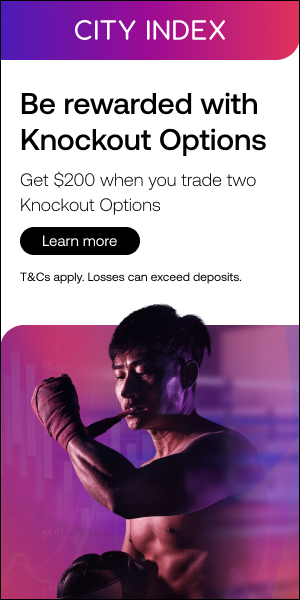 CITY INDEX
Be rewarded with
Knockout Options
Get $200 when you trade two
Knockout Options
Learn more
T&Cs apply. Losses can exceed deposits.